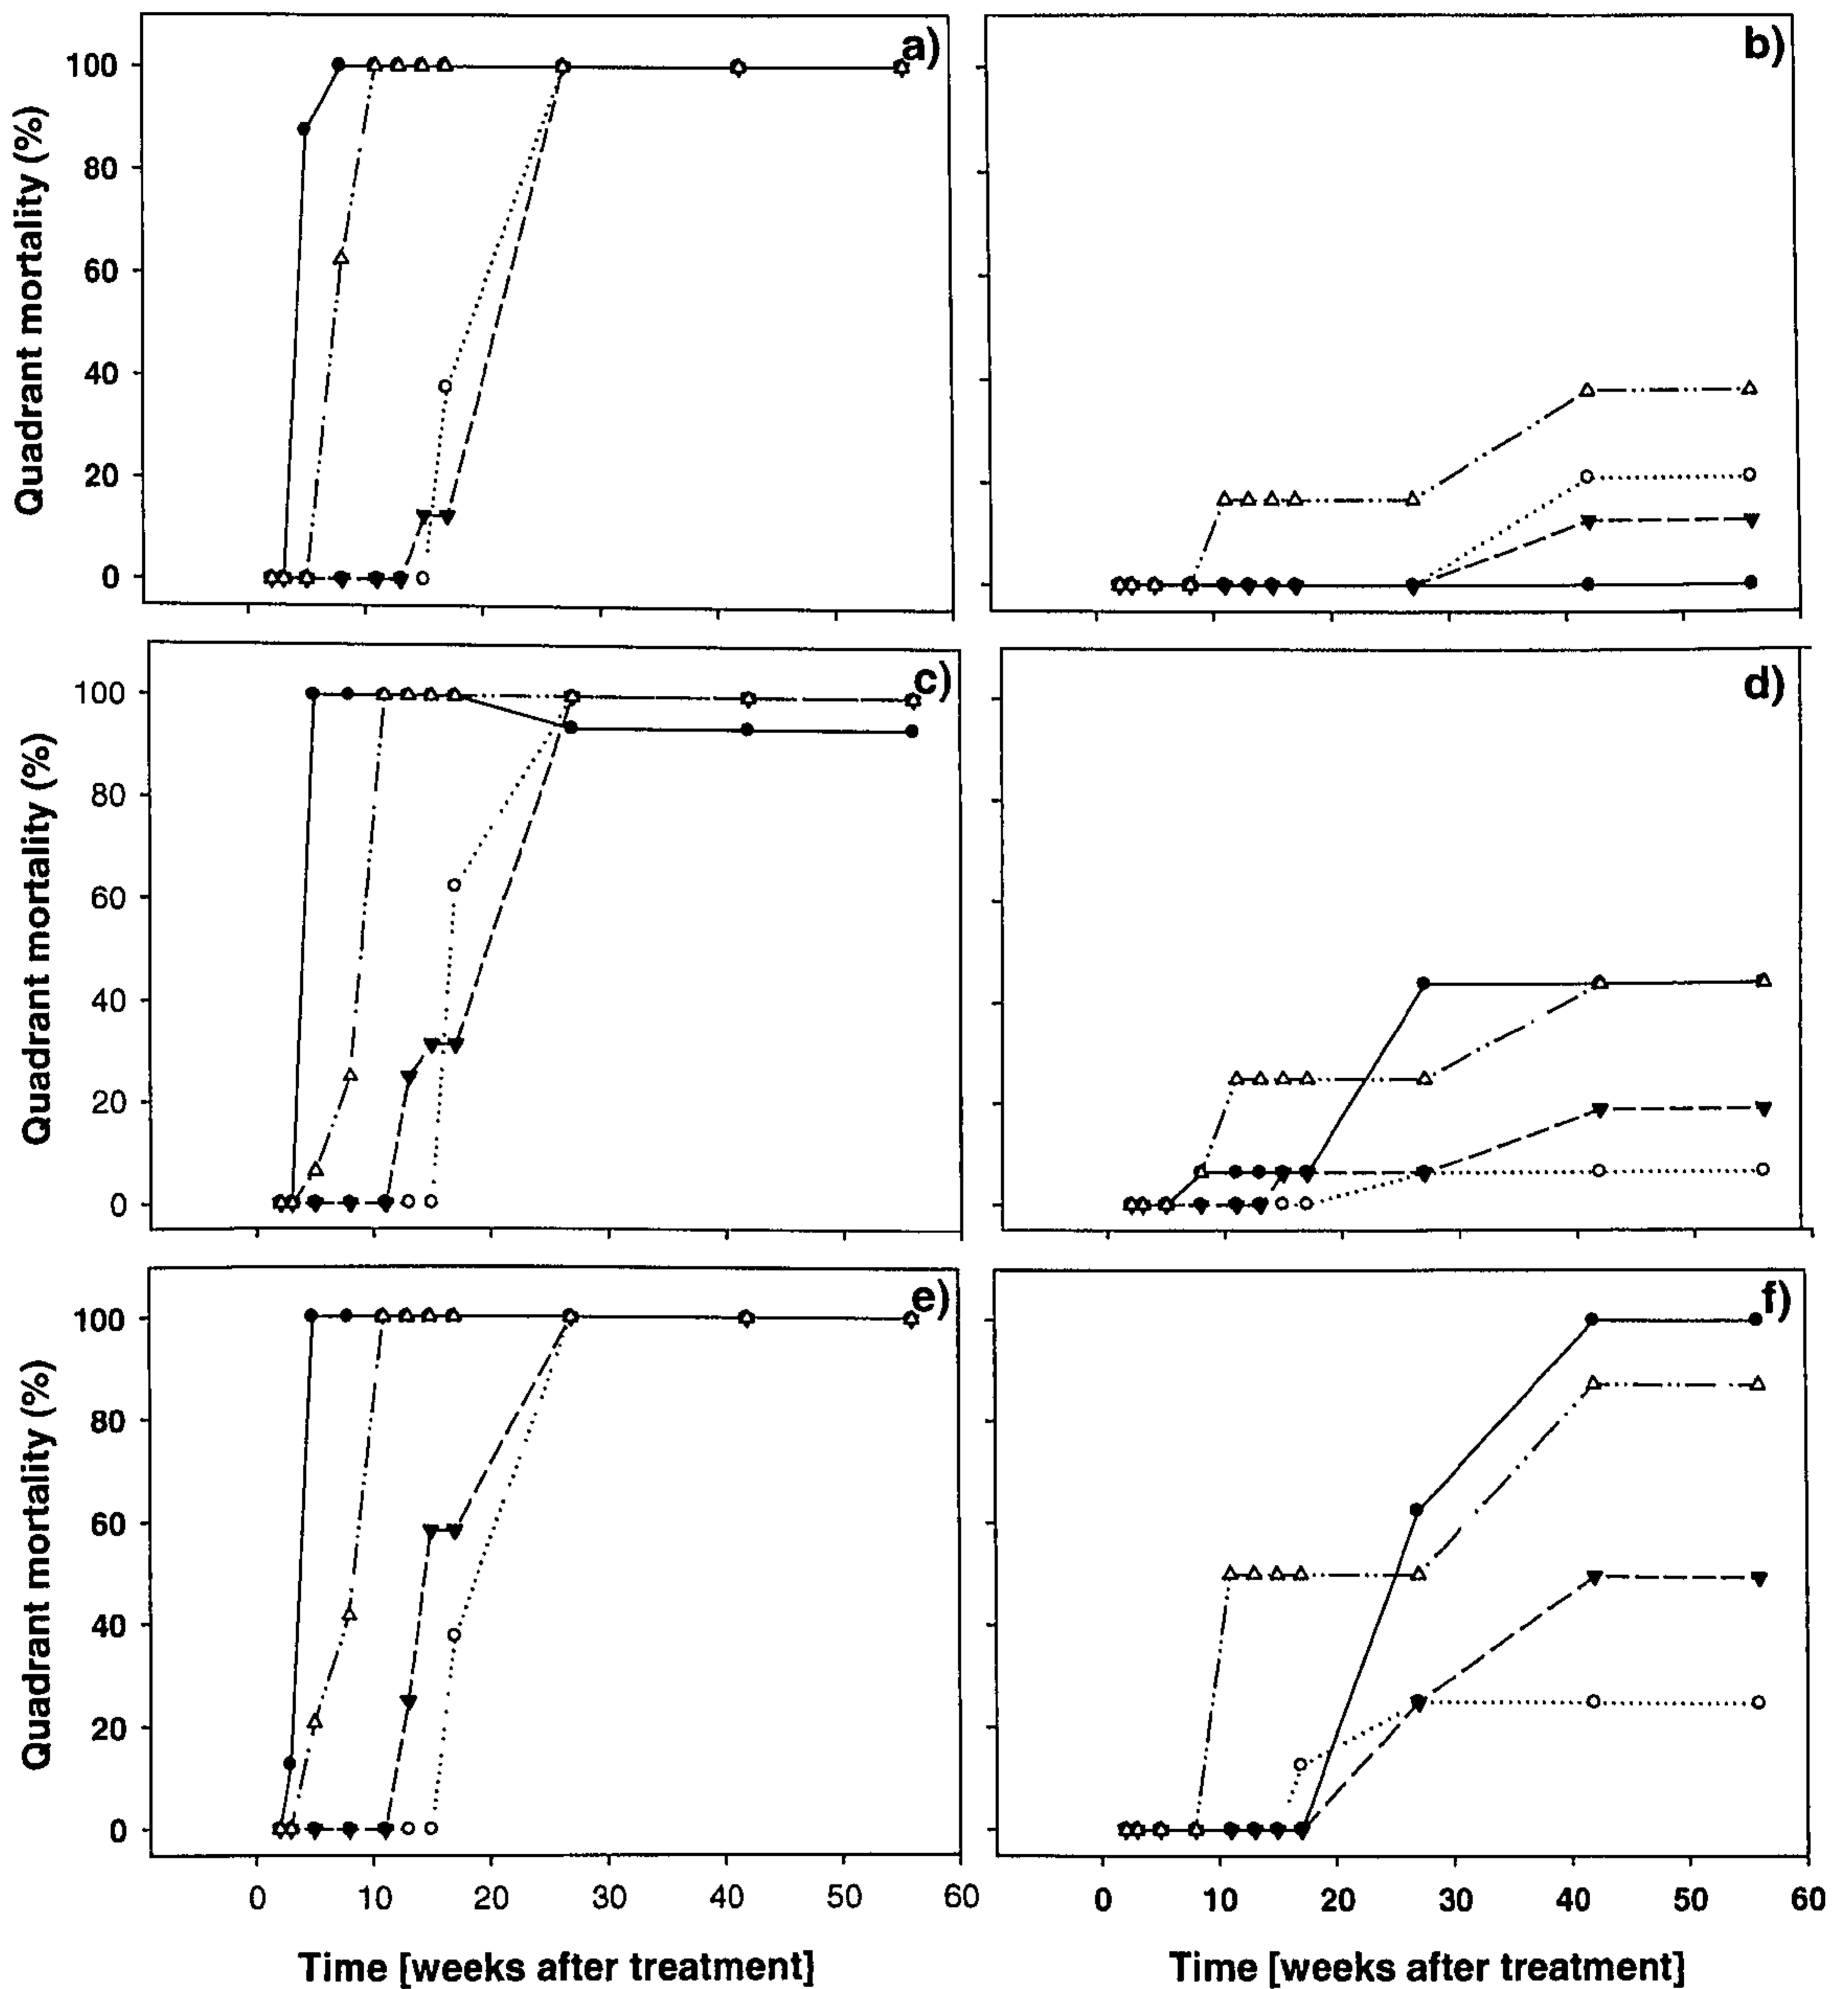 a)
b)
Quadrant mortality (%)
100
80
60
40
20
0
c)
d)
Quadrant mortality (%)
100
80
60
40
20
0
e)
f)
Quadrant mortality (%)
100
80
60
40
20
0
0 10 20 30 40 50 60
0 10 20 30 40 50 60
Time [weeks after treatment]
Time [weeks after treatment]